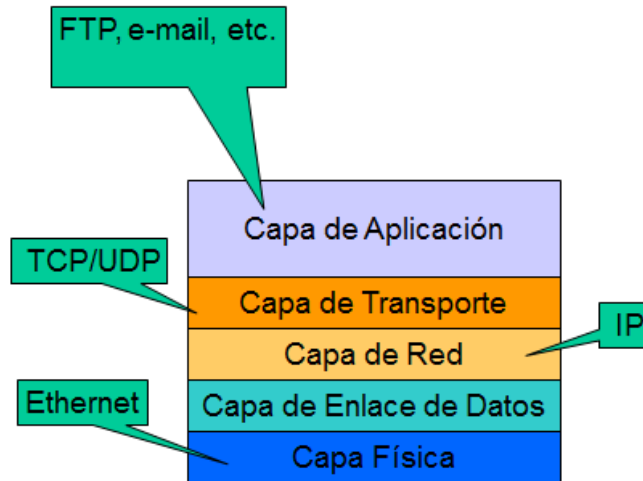 FTP, e-mail, etc.
Capa de Aplicación
TCP/UDP
Capa de Transporte
IP
Capa de Red
Ethernet
Capa de Enlace de Datos
Capa Física